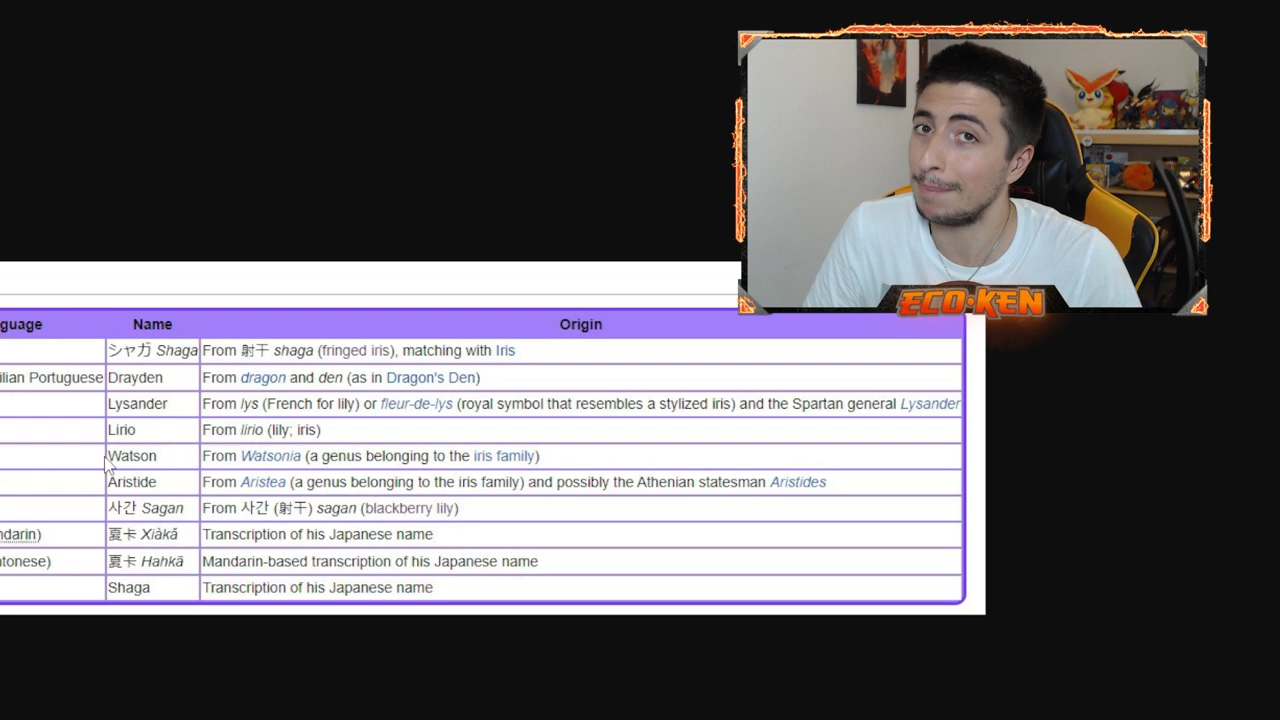 ECO·KEN
guage Name Origin
シャガ Shaga From 射干 shaga (fringed iris), matching with Iris
ilian Portuguese Drayden From dragon and den (as in Dragon's Den)
Lysander From lys (French for lily) or fleur-de-lys (royal symbol that resembles a stylized iris) and the Spartan general Lysander
Lirio From lirio (lily; iris)
Watson From Watsonia (a genus belonging to the iris family)
Aristide From Aristea (a genus belonging to the iris family) and possibly the Athenian statesman Aristides
사간 Sagan From 사간 (射干) sagan (blackberry lily)
ndarin) 夏卡 Xiàkǎ Transcription of his Japanese name
ntonese) 夏卡 Hahkā Mandarin-based transcription of his Japanese name
Shaga Transcription of his Japanese name